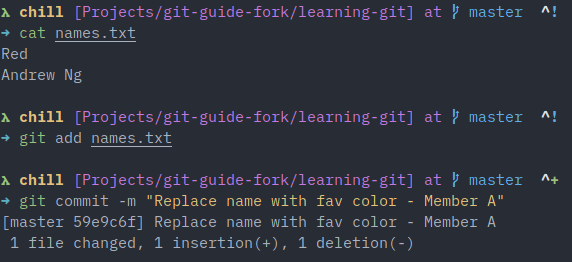 λ chill [Projects/git-guide-fork/learning-git] at ᚶ master ^!
→ cat names.txt
Red
Andrew Ng
λ chill [Projects/git-guide-fork/learning-git] at ᚶ master ^!
→ git add names.txt
λ chill [Projects/git-guide-fork/learning-git] at ᚶ master ^+
→ git commit -m "Replace name with fav color - Member A"
[master 59e9c6f] Replace name with fav color - Member A
 1 file changed, 1 insertion(+), 1 deletion(-)